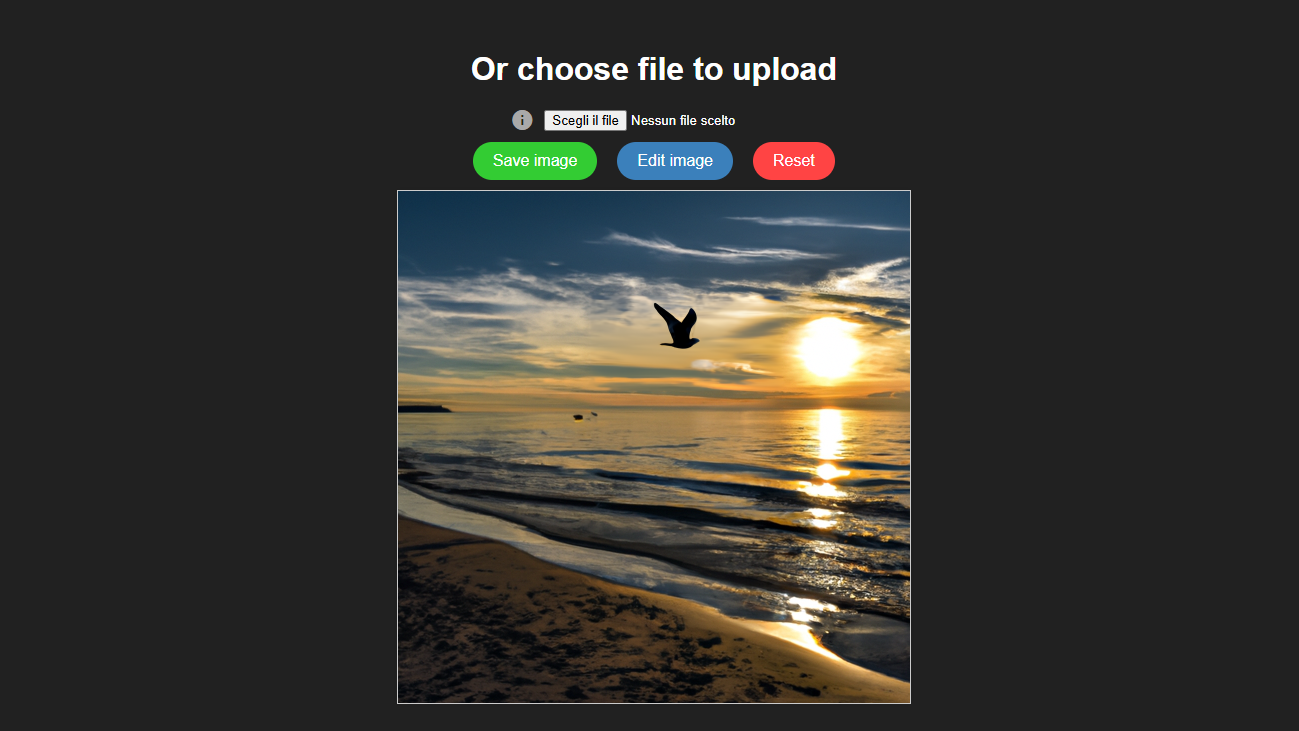 Or choose file to upload
Scegli il file Nessun file scelto
Save image Edit image Reset